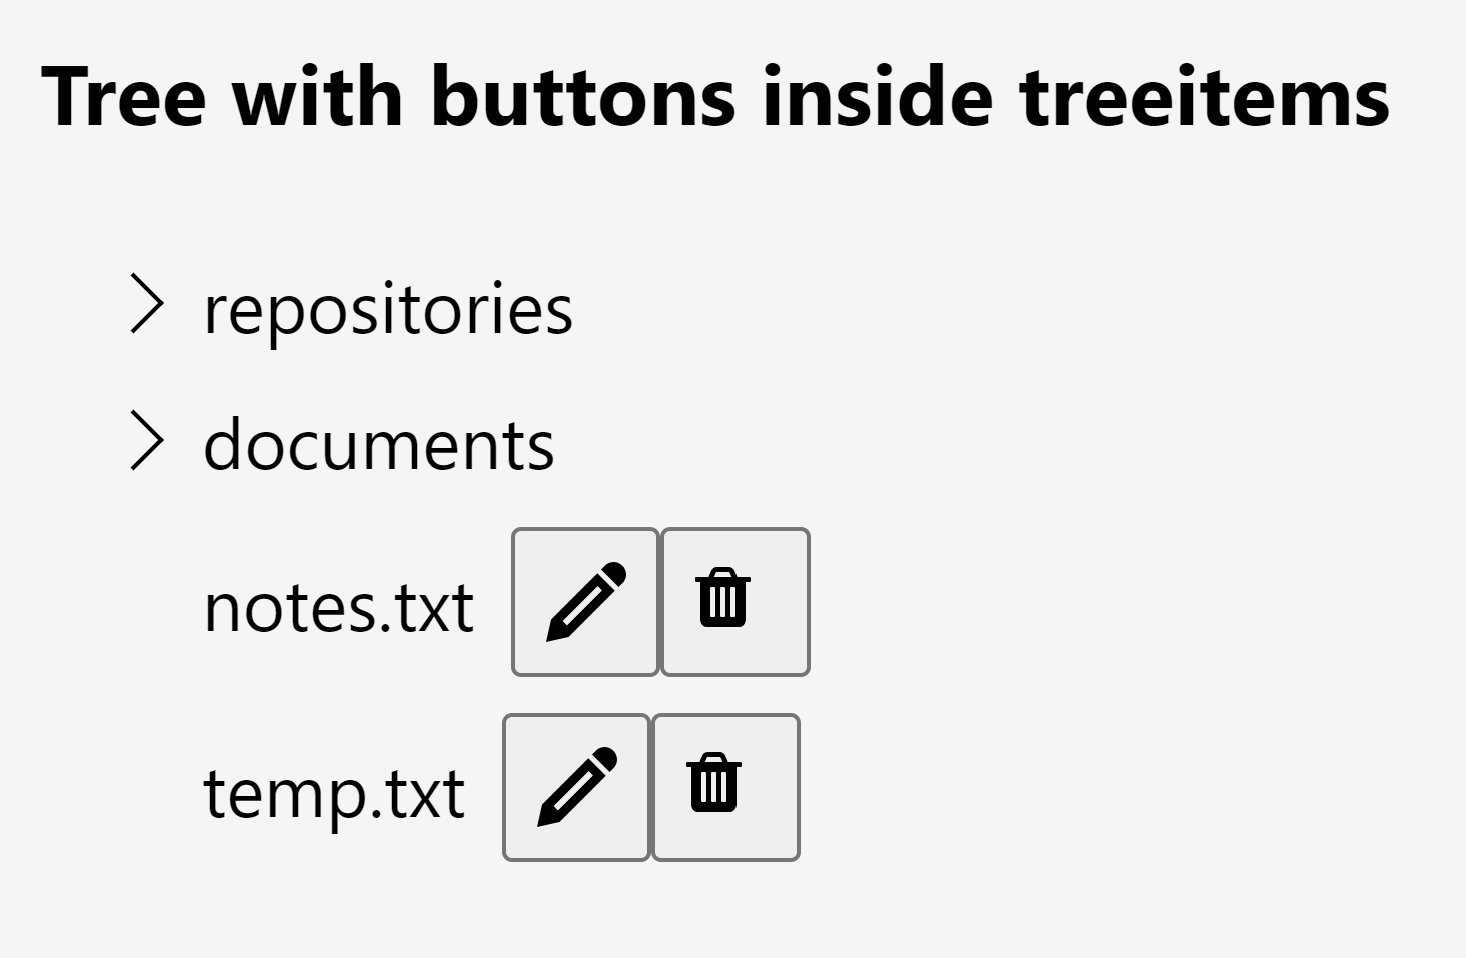 Tree with buttons inside treeitems
repositories
documents
notes.txt
temp.txt